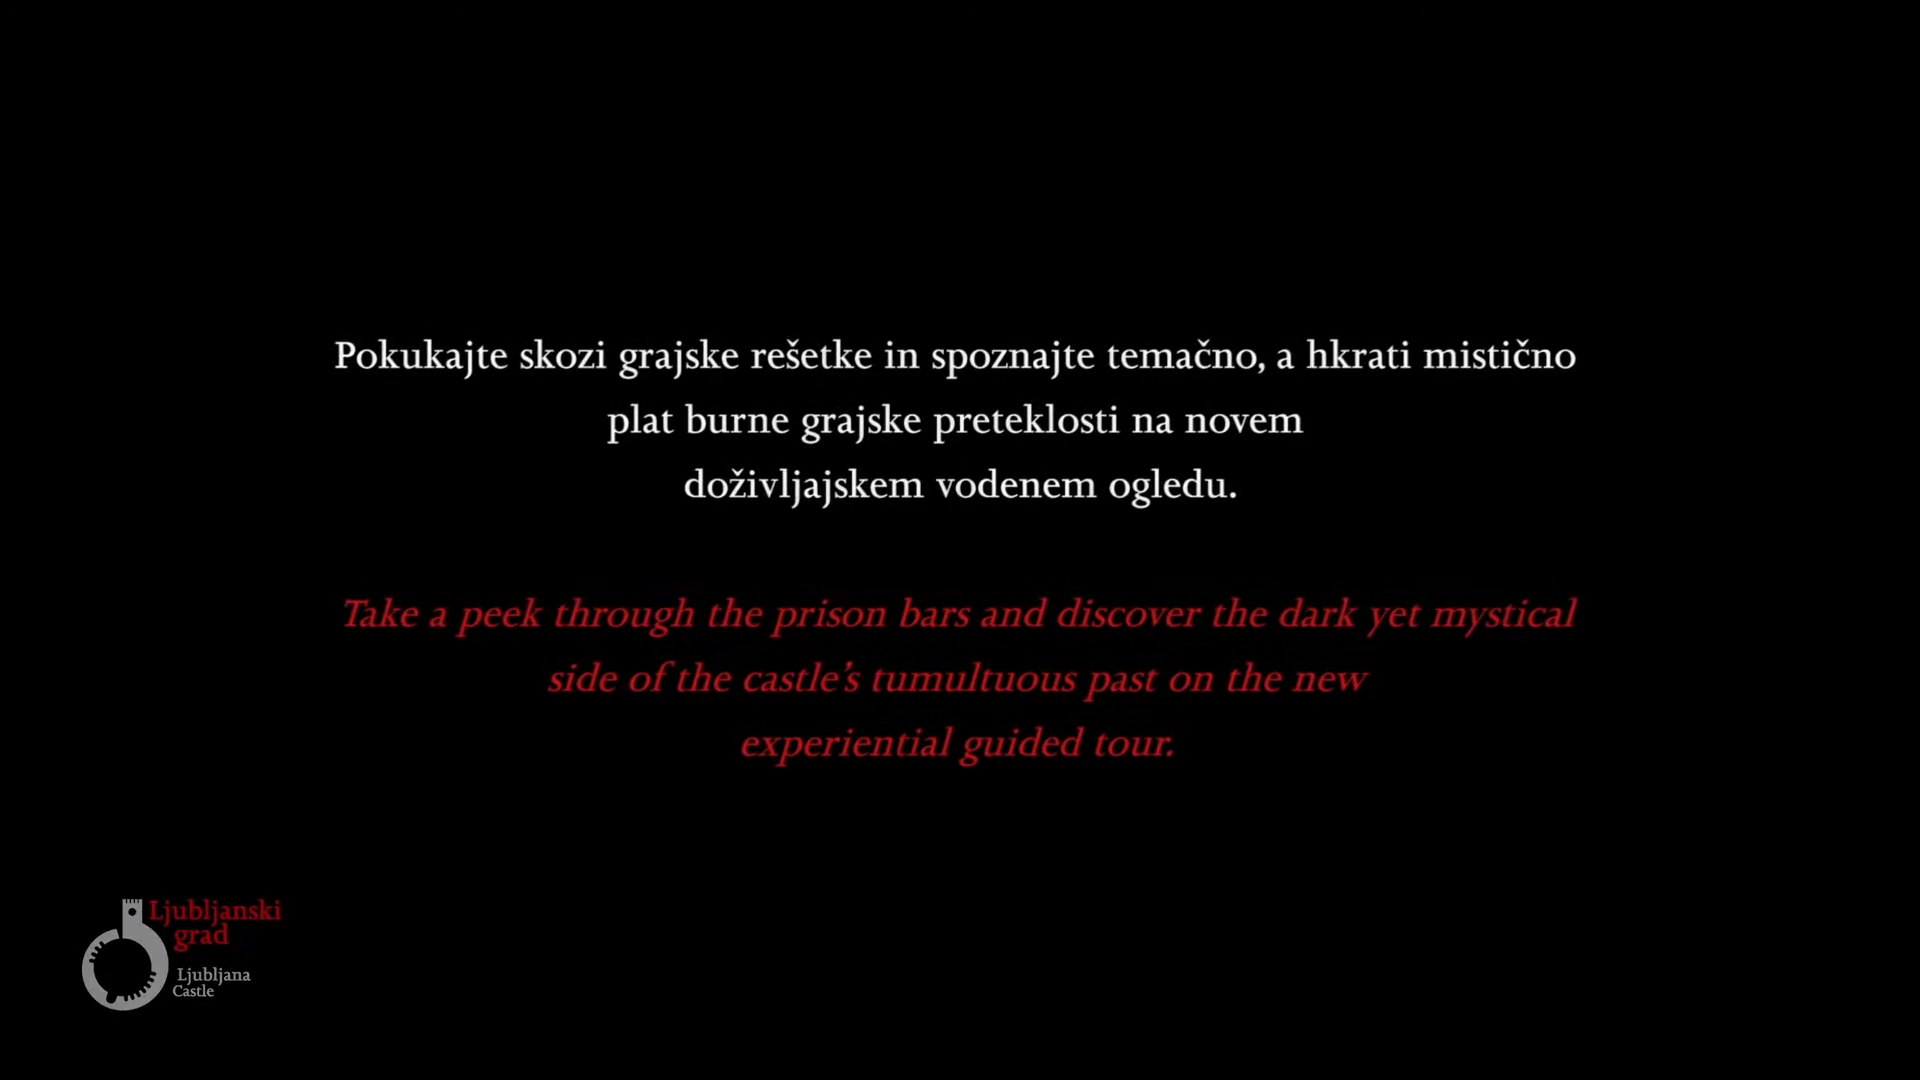 Pokukajte skozi grajske rešetke in spoznajte temačno, a hkrati mistično
plat burne grajske preteklosti na novem
doživljajskem vodenem ogledu.
Take a peek through the prison bars and discover the dark yet mystical
side of the castle’s tumultuous past on the new
experiential guided tour.
Ljubljanski
grad
Ljubljana
Castle